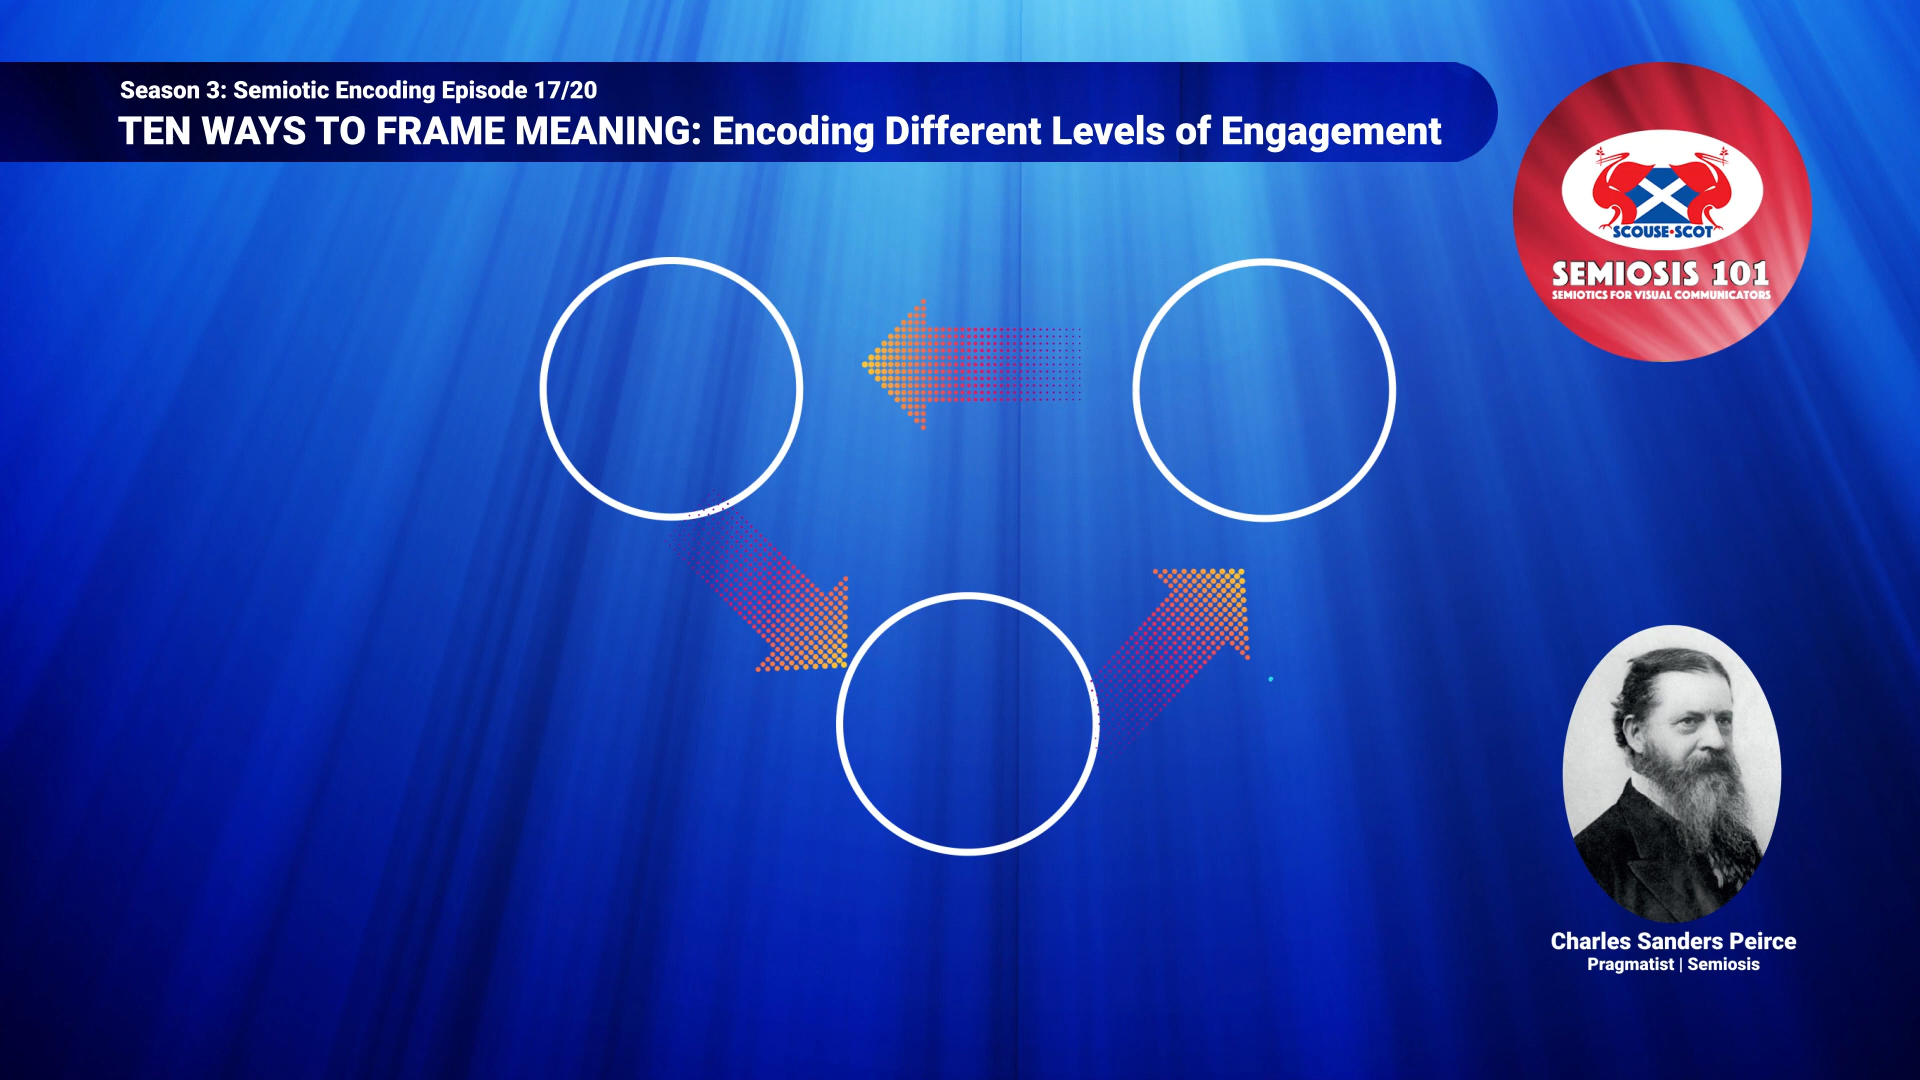 Season 3: Semiotic Encoding Episode 17/20
TEN WAYS TO FRAME MEANING: Encoding Different Levels of Engagement
SCOUSE•SCOT
SEMIOSIS 101
SEMIOTICS FOR VISUAL COMMUNICATORS
Charles Sanders Peirce
Pragmatist | Semiosis